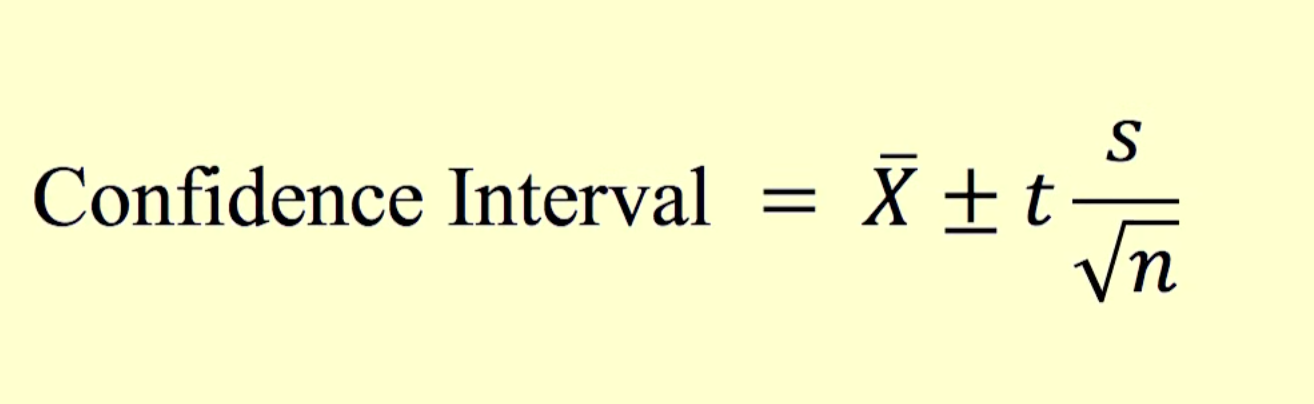 Confidence Interval = X̄ ± t s/√n